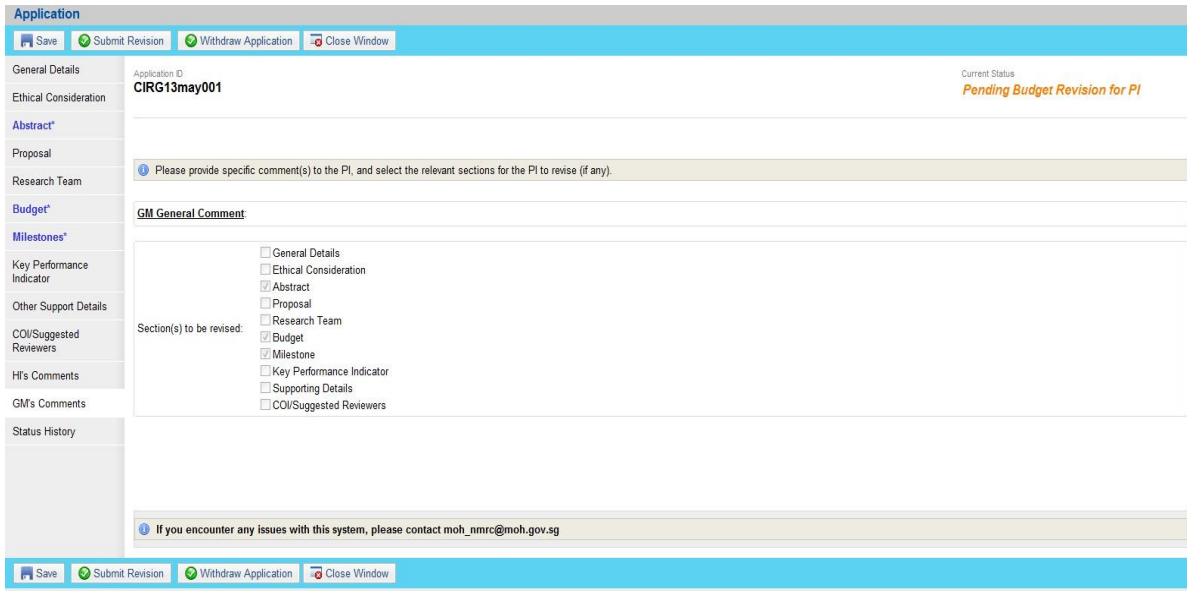 Application
Save Submit Revision Withdraw Application Close Window
General Details
Ethical Consideration
Abstract*
Proposal
Research Team
Budget*
Milestones*
Key Performance
Indicator
Other Support Details
COI/Suggested
Reviewers
HI's Comments
GM's Comments
Status History
Application ID
CIRG13may001
Current Status
Pending Budget Revision for PI
Please provide specific comment(s) to the PI, and select the relevant sections for the PI to revise (if any).
GM General Comment:
Section(s) to be revised:
General Details
Ethical Consideration
Abstract
Proposal
Research Team
Budget
Milestone
Key Performance Indicator
Supporting Details
COI/Suggested Reviewers
If you encounter any issues with this system, please contact moh_nmrc@moh.gov.sg
Save Submit Revision Withdraw Application Close Window